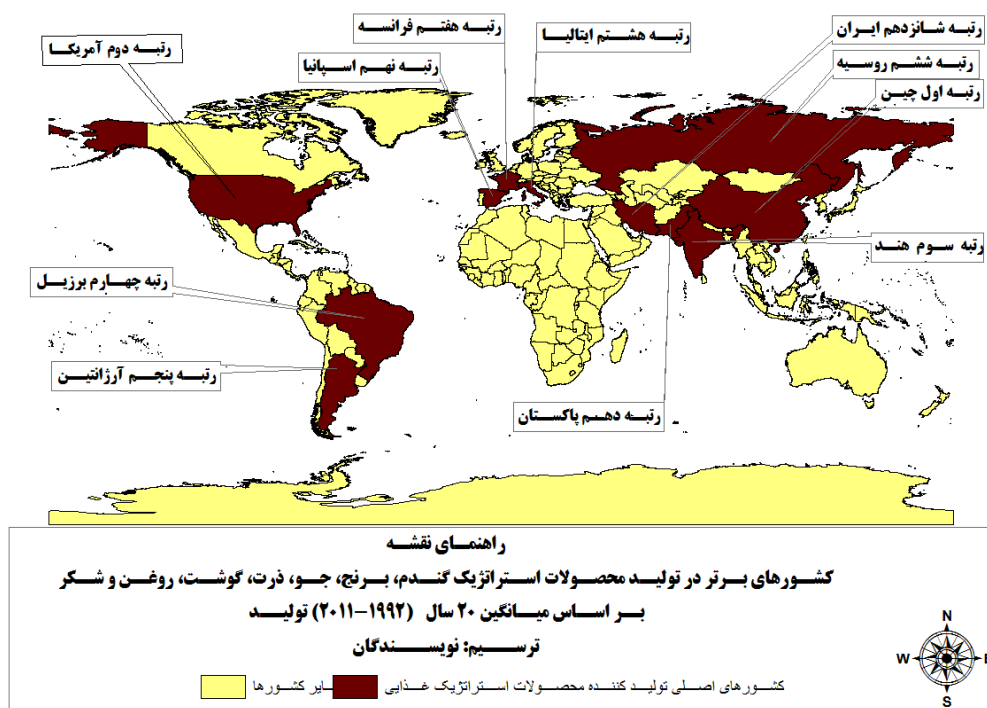 رتبه شانزدهم ایران
رتبه هشتم ایتالیا
رتبه هفتم فرانسه
رتبه دوم آمریکا
رتبه ششم روسیه
رتبه نهم اسپانیا
رتبه اول چین
رتبه سوم هند
رتبه چهارم برزیل
رتبه پنجم آرژانتین
رتبه دهم پاکستان
راهنمای نقشه
کشورهای برتر در تولید محصولات استراتژیک گندم، برنج، جو، ذرت، گوشت، روغن و شکر
بر اساس میانگین ۲۰ سال (۱۹۹۲-۲۰۱۱) تولید
ترسیم: نویسندگان
کشورهای اصلی تولید کننده محصولات استراتژیک غذایی
ایر کشورها
N
W
E
S